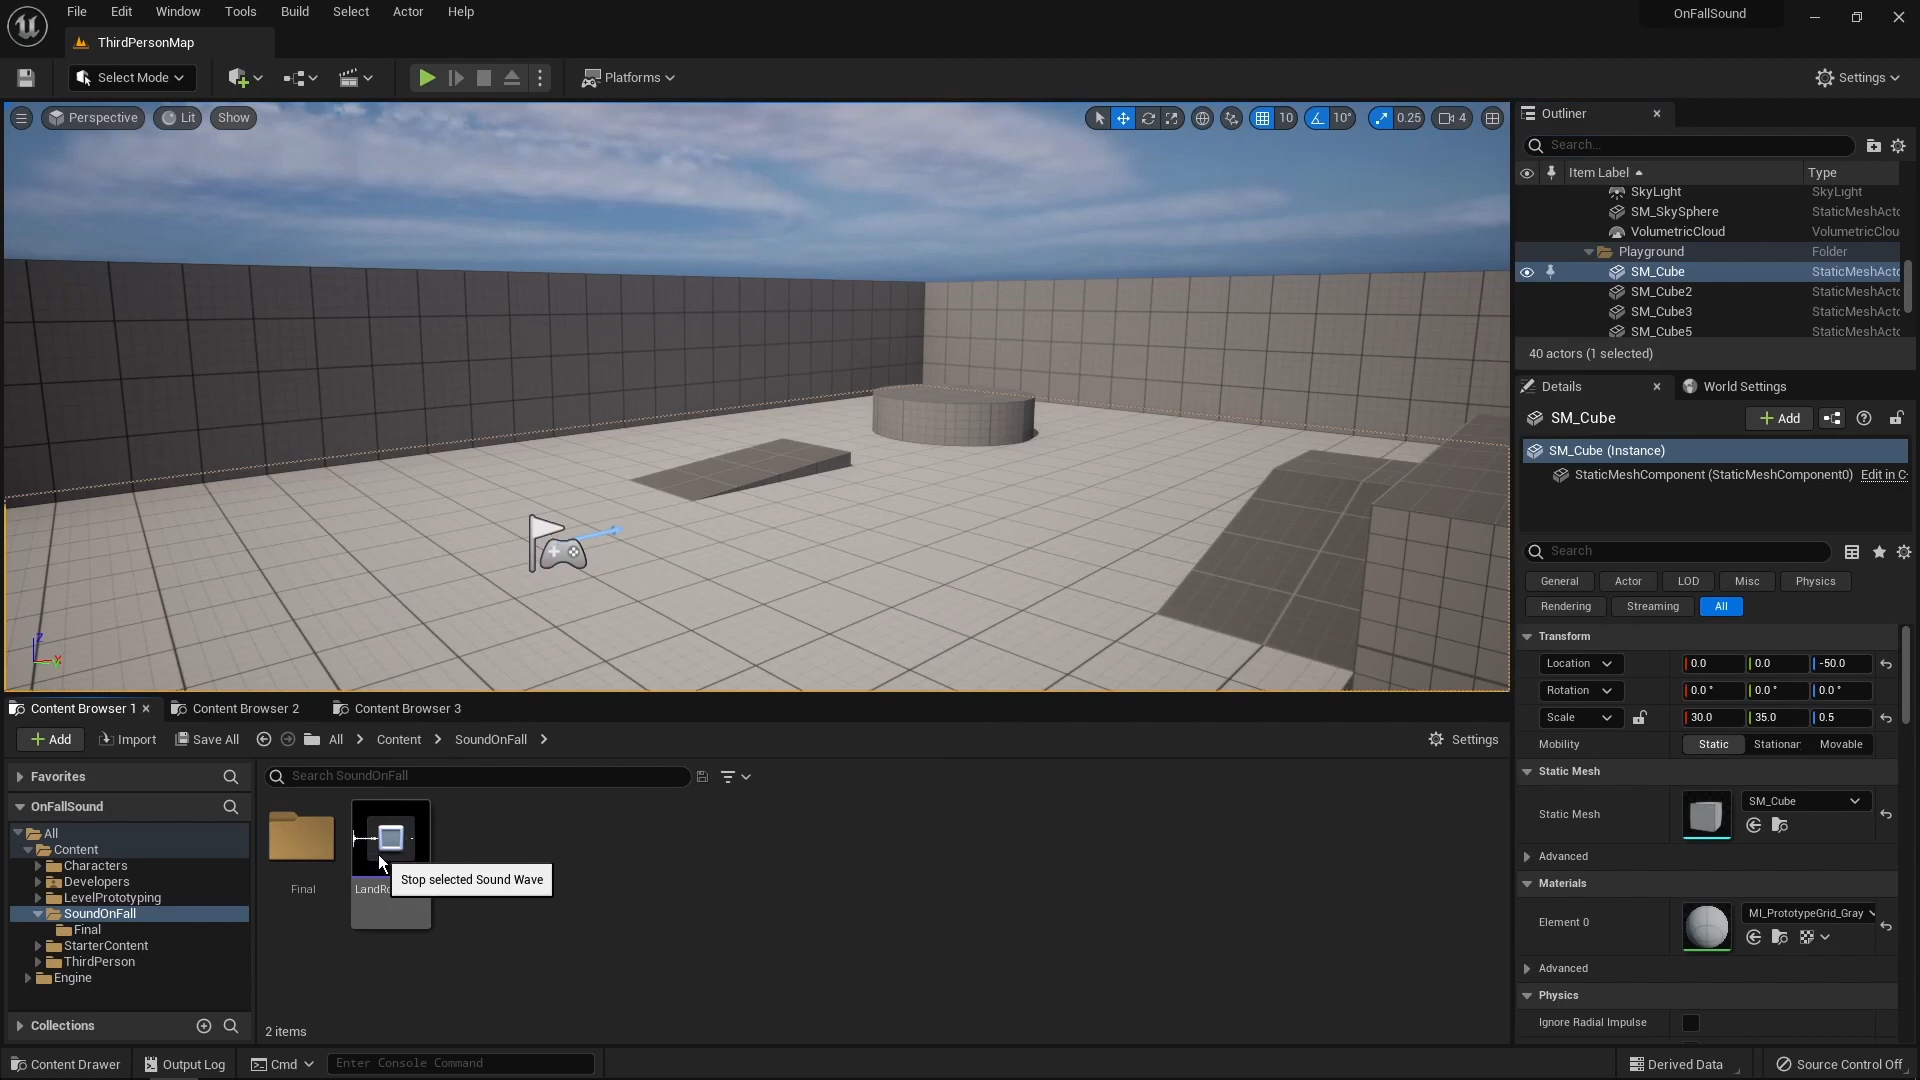 File Edit Window Tools Build Select Actor Help
OnFallSound
ThirdPersonMap
Select Mode
Platforms
Settings
Perspective Lit Show
10 10° 0.25 4
Outliner
Search...
Item Label Type
SkyLight SkyLight
SM_SkySphere StaticMeshActo
VolumetricCloud VolumetricClou
Playground Folder
SM_Cube StaticMeshActo
SM_Cube2 StaticMeshActo
SM_Cube3 StaticMeshActo
SM_Cube5 StaticMeshActo
40 actors (1 selected)
Details World Settings
SM_Cube
Add
SM_Cube (Instance)
StaticMeshComponent (StaticMeshComponent0) Edit in C
Search
General Actor LOD Misc Physics
Rendering Streaming All
Transform
Location 0.0 0.0 -50.0
Rotation 0.0 ° 0.0 ° 0.0 °
Scale 30.0 35.0 0.5
Mobility Static Stationar Movable
Static Mesh
Static Mesh SM_Cube
Advanced
Materials
Element 0 MI_PrototypeGrid_Gray
Advanced
Physics
Ignore Radial Impulse
Z
Content Browser 1 Content Browser 2 Content Browser 3
Add Import Save All All Content SoundOnFall Settings
Favorites
OnFallSound
All
Content
Characters
Developers
LevelPrototyping
SoundOnFall
Final
StarterContent
ThirdPerson
Engine
Collections
Search SoundOnFall
Final
Stop selected Sound Wave
2 items
Content Drawer Output Log Cmd Enter Console Command
Derived Data Source Control Off